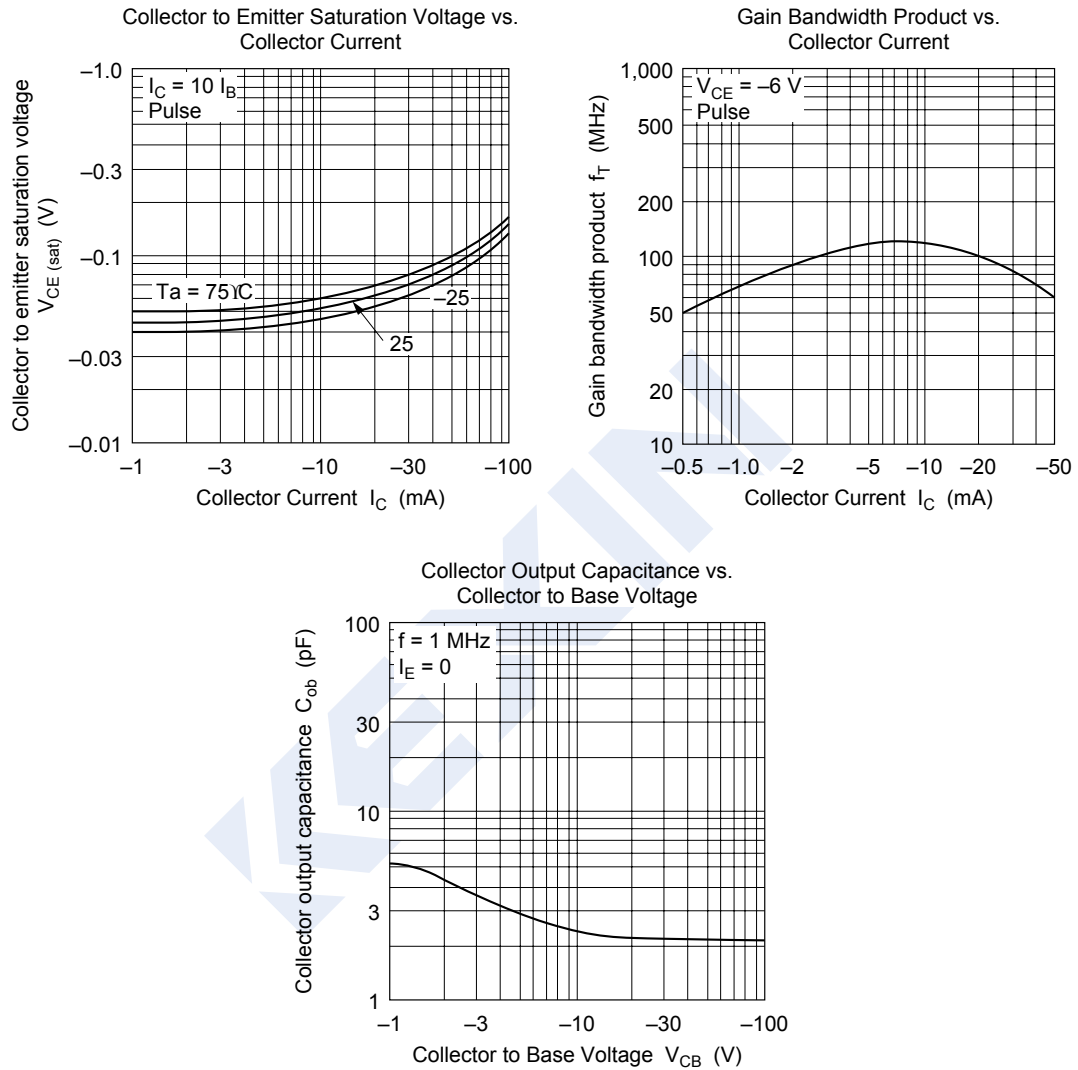 Collector to Emitter Saturation Voltage vs.
Collector Current
Collector to emitter saturation voltage
V_CE (sat) (V)
–1.0
–0.3
–0.1
–0.03
–0.01
I_C = 10 I_B
Pulse
Ta = 75ϒC
–25
25
–1
–3
–10
–30
–100
Collector Current I_C (mA)
Gain Bandwidth Product vs.
Collector Current
Gain bandwidth product f_T (MHz)
1,000
500
200
100
50
20
10
V_CE = –6 V
Pulse
–0.5
–1.0
–2
–5
–10
–20
–50
Collector Current I_C (mA)
Collector Output Capacitance vs.
Collector to Base Voltage
Collector output capacitance C_ob (pF)
100
30
10
3
1
f = 1 MHz
I_E = 0
–1
–3
–10
–30
–100
Collector to Base Voltage V_CB (V)
KEXIN